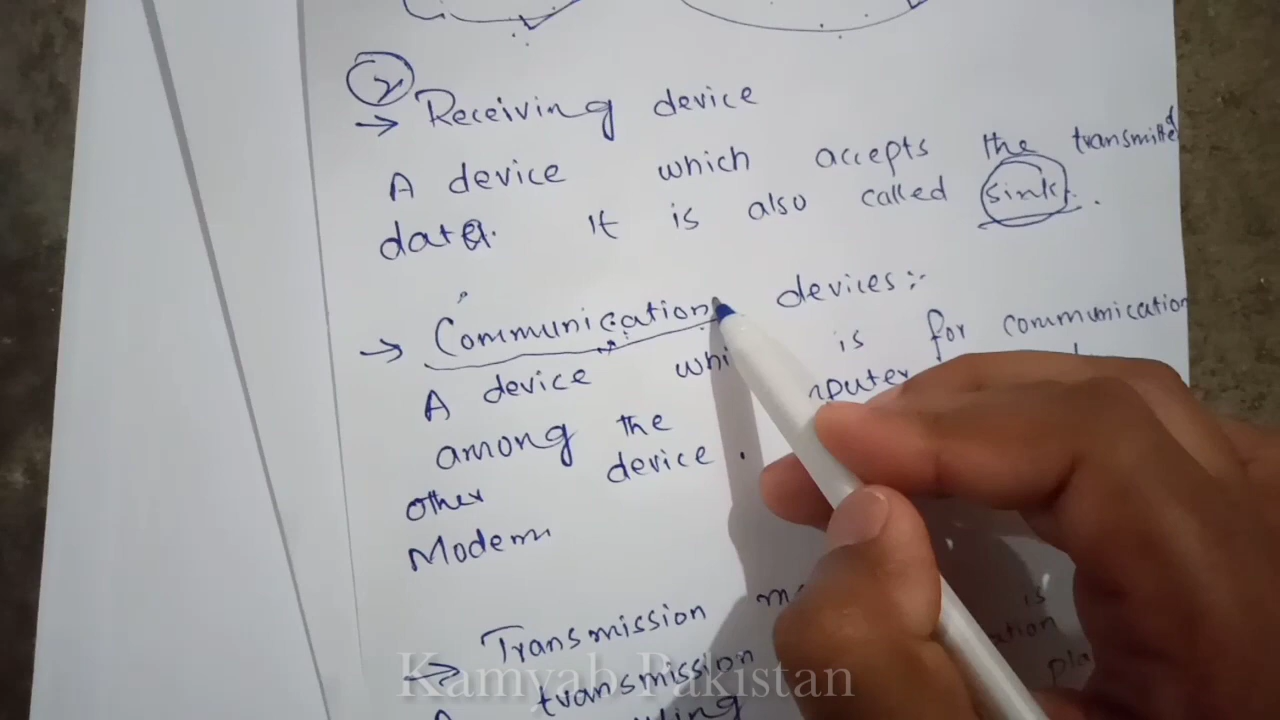 2
→ Receiving device
A device which accepts the transmitted
data. It is also called sink.
→ Communication devices:-
A device is for communication
among the
other device.
Modem
→ Transmission is
A transmission
Kamyab Pakistan